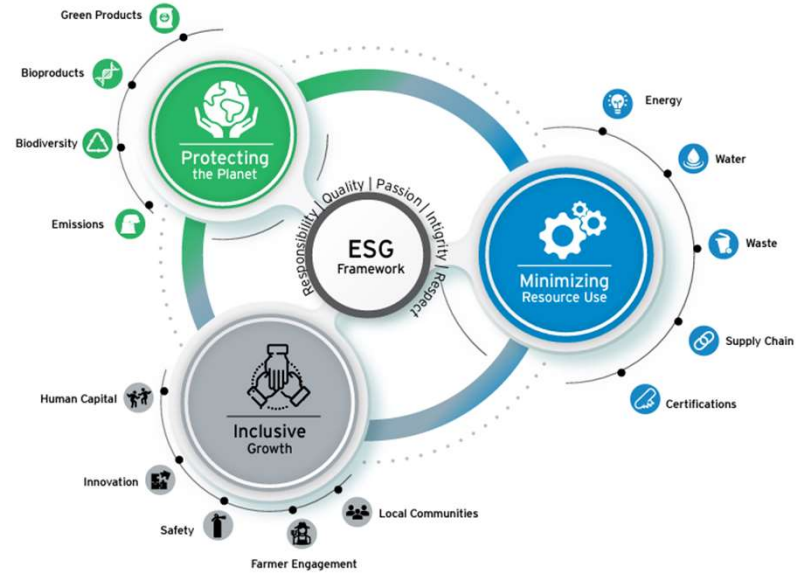 Green Products
Bioproducts
Biodiversity
Emissions
Protecting
the Planet
Responsibility | Quality | Passion | Intigrity | Respect
ESG
Framework
Energy
Water
Waste
Supply Chain
Certifications
Minimizing
Resource Use
Human Capital
Innovation
Safety
Farmer Engagement
Local Communities
Inclusive
Growth